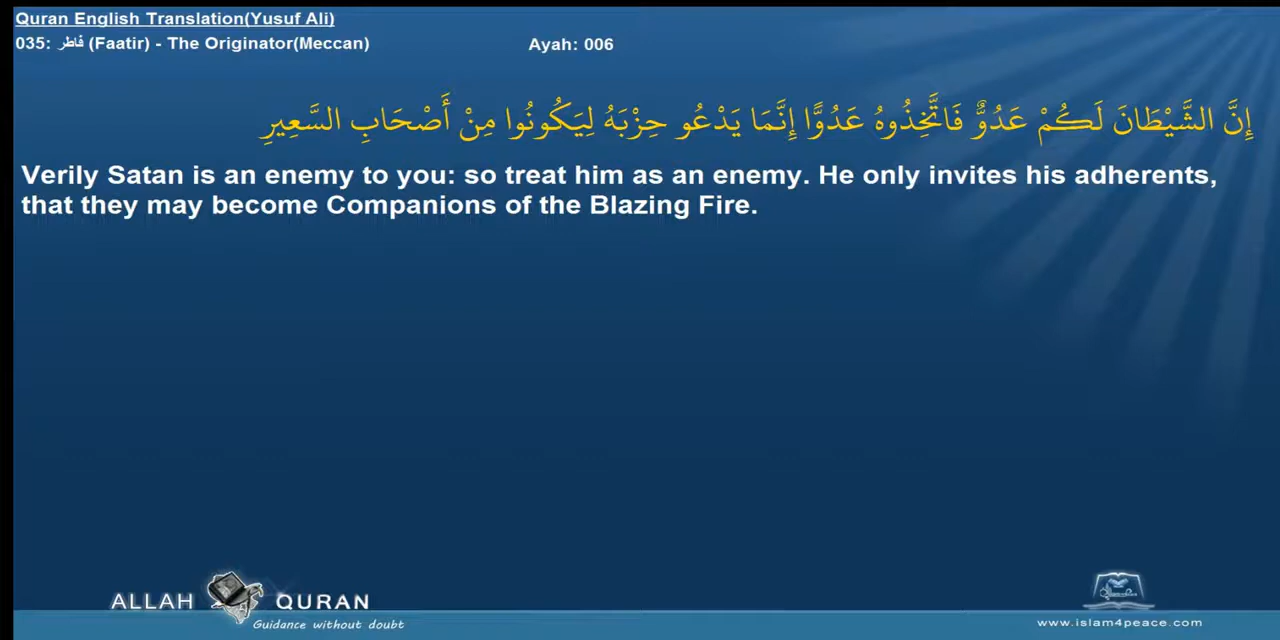 Quran English Translation(Yusuf Ali)
035: فاطر (Faatir) - The Originator(Meccan) Ayah: 006
إِنَّ الشَّيْطَانَ لَكُمْ عَدُوٌّ فَاتَّخِذُوهُ عَدُوًّا إِنَّمَا يَدْعُو حِزْبَهُ لِيَكُونُوا مِنْ أَصْحَابِ السَّعِيرِ
Verily Satan is an enemy to you: so treat him as an enemy. He only invites his adherents,
that they may become Companions of the Blazing Fire.
ALLAH QURAN
Guidance without doubt
www.islam4peace.com